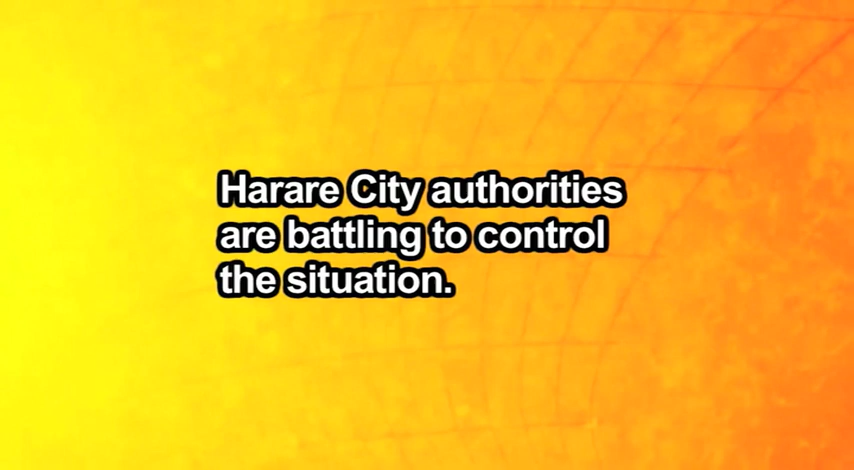 Harare City authorities
are battling to control
the situation.